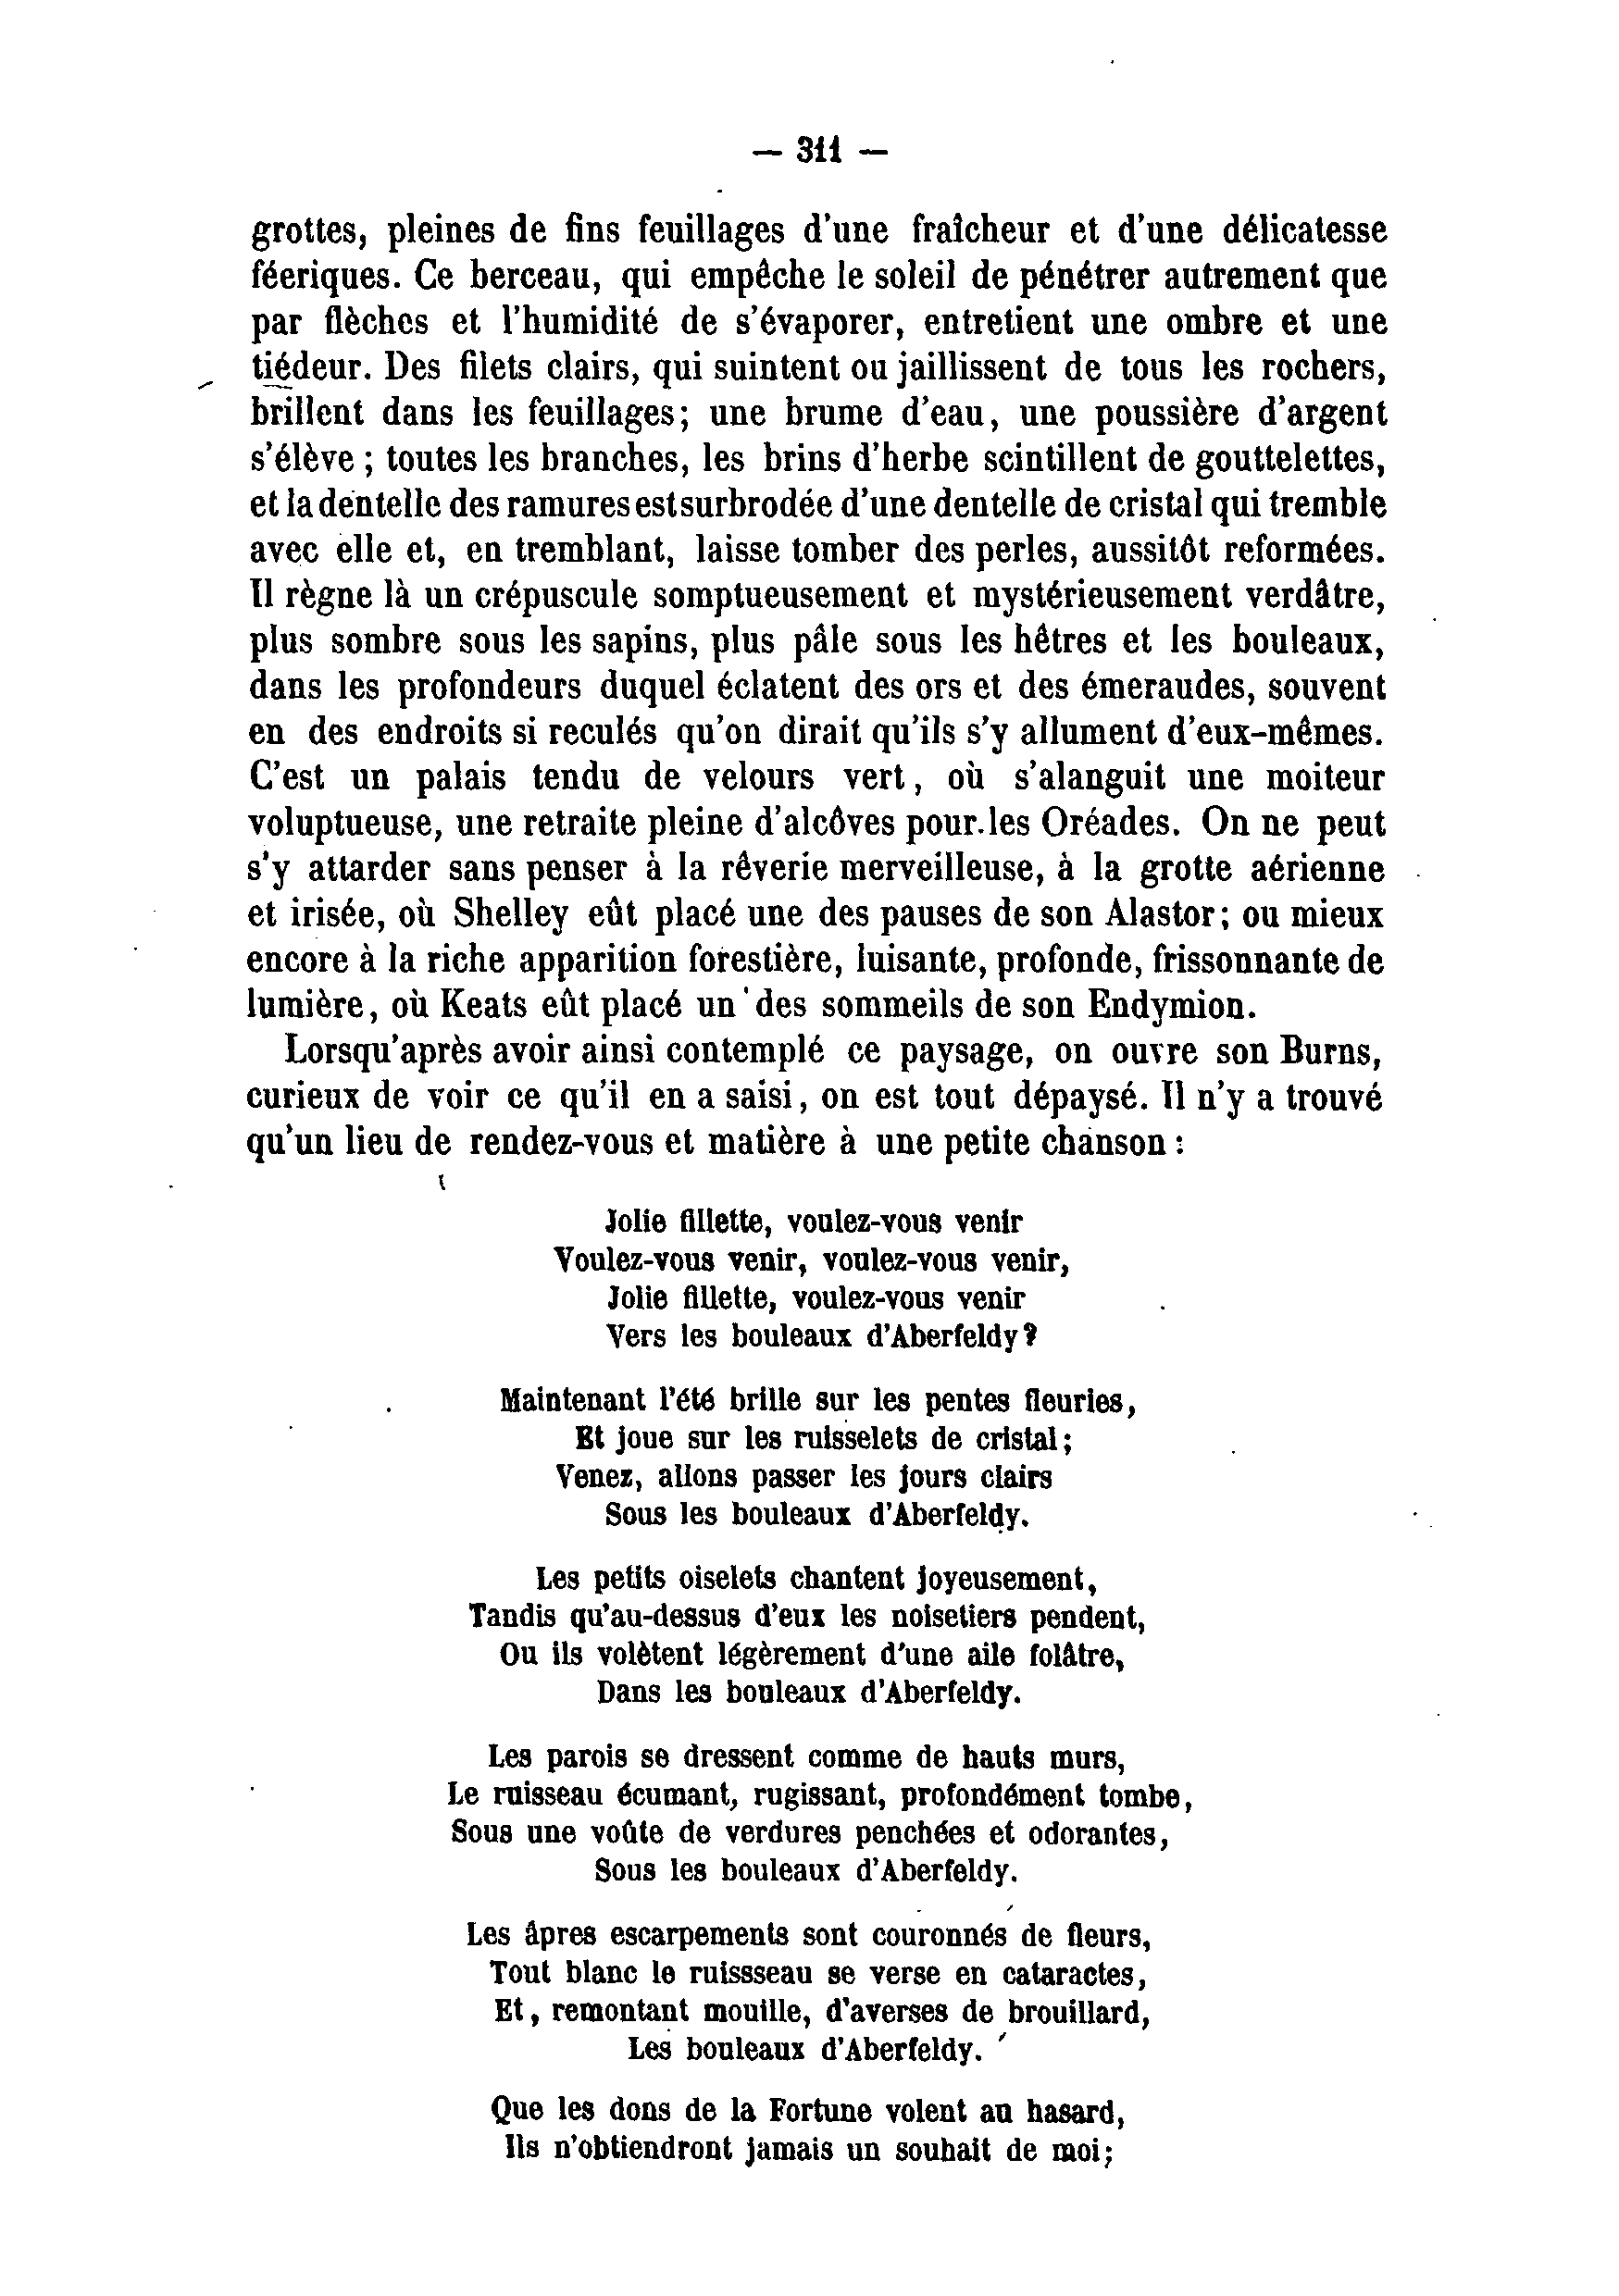 — 311 —
grottes, pleines de fins feuillages d'une fraîcheur et d'une délicatesse
féeriques. Ce berceau, qui empêche le soleil de pénétrer autrement que
par flèches et l'humidité de s'évaporer, entretient une ombre et une
tiédeur. Des filets clairs, qui suintent ou jaillissent de tous les rochers,
brillent dans les feuillages; une brume d'eau, une poussière d'argent
s'élève ; toutes les branches, les brins d'herbe scintillent de gouttelettes,
et la dentelle des ramures est surbrodée d'une dentelle de cristal qui tremble
avec elle et, en tremblant, laisse tomber des perles, aussitôt reformées.
Il règne là un crépuscule somptueusement et mystérieusement verdâtre,
plus sombre sous les sapins, plus pâle sous les hêtres et les bouleaux,
dans les profondeurs duquel éclatent des ors et des émeraudes, souvent
en des endroits si reculés qu'on dirait qu'ils s'y allument d'eux-mêmes.
C'est un palais tendu de velours vert, où s'alanguit une moiteur
voluptueuse, une retraite pleine d'alcôves pour les Oréades. On ne peut
s'y attarder sans penser à la rêverie merveilleuse, à la grotte aérienne
et irisée, où Shelley eût placé une des pauses de son Alastor; ou mieux
encore à la riche apparition forestière, luisante, profonde, frissonnante de
lumière, où Keats eût placé un des sommeils de son Endymion.
Lorsqu'après avoir ainsi contemplé ce paysage, on ouvre son Burns,
curieux de voir ce qu'il en a saisi, on est tout dépaysé. Il n'y a trouvé
qu'un lieu de rendez-vous et matière à une petite chanson :
Jolie fillette, voulez-vous venir
Voulez-vous venir, voulez-vous venir,
Jolie fillette, voulez-vous venir
Vers les bouleaux d'Aberfeldy?
Maintenant l'été brille sur les pentes fleuries,
Et joue sur les ruisselets de cristal;
Venez, allons passer les jours clairs
Sous les bouleaux d'Aberfeldy.
Les petits oiselets chantent joyeusement,
Tandis qu'au-dessus d'eux les noisetiers pendent,
Ou ils volètent légèrement d'une aile folâtre,
Dans les bouleaux d'Aberfeldy.
Les parois se dressent comme de hauts murs,
Le ruisseau écumant, rugissant, profondément tombe,
Sous une voûte de verdures penchées et odorantes,
Sous les bouleaux d'Aberfeldy.
Les âpres escarpements sont couronnés de fleurs,
Tout blanc le ruissseau se verse en cataractes,
Et, remontant mouille, d'averses de brouillard,
Les bouleaux d'Aberfeldy.
Que les dons de la Fortune volent au hasard,
Ils n'obtiendront jamais un souhait de moi;